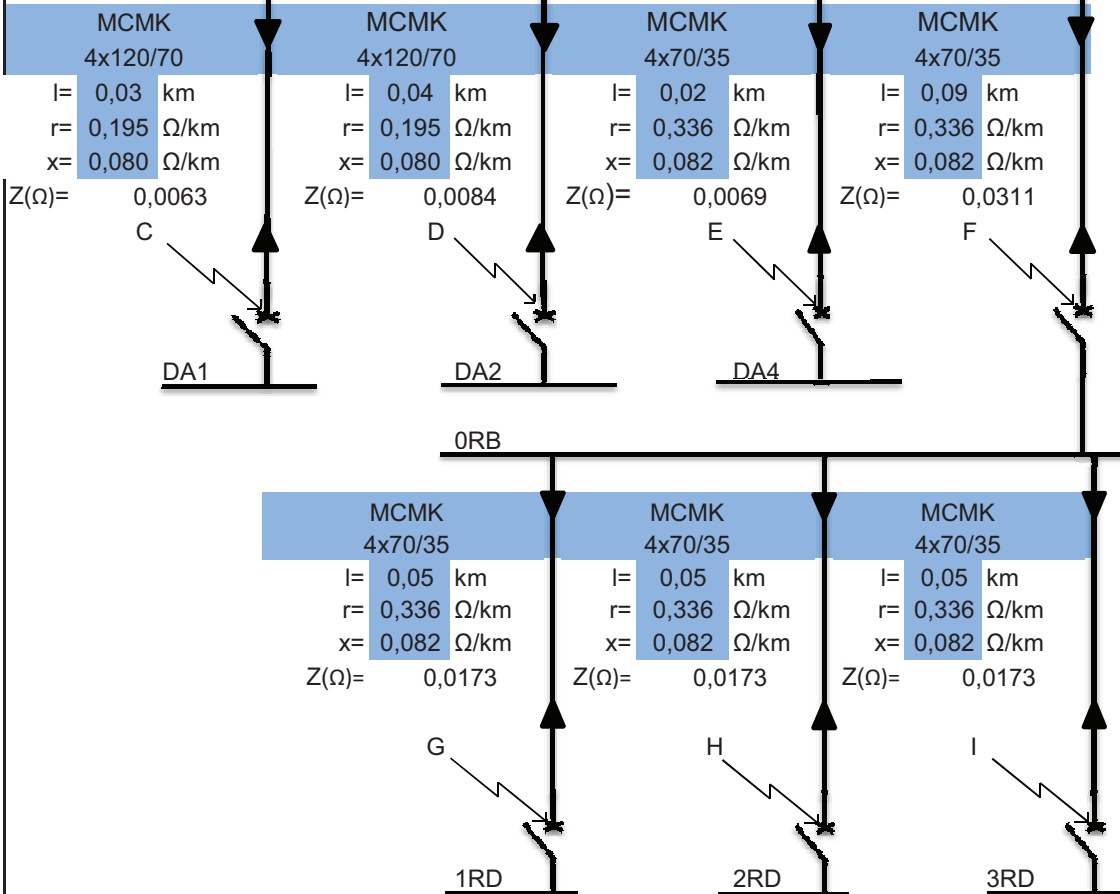 MCMK MCMK MCMK MCMK
4x120/70 4x120/70 4x70/35 4x70/35
l= 0,03 km l= 0,04 km l= 0,02 km l= 0,09 km
r= 0,195 Ω/km r= 0,195 Ω/km r= 0,336 Ω/km r= 0,336 Ω/km
x= 0,080 Ω/km x= 0,080 Ω/km x= 0,082 Ω/km x= 0,082 Ω/km
Z(Ω)= 0,0063 Z(Ω)= 0,0084 Z(Ω)= 0,0069 Z(Ω)= 0,0311
C D E F
DA1 DA2 DA4
0RB
MCMK MCMK MCMK
4x70/35 4x70/35 4x70/35
l= 0,05 km l= 0,05 km l= 0,05 km
r= 0,336 Ω/km r= 0,336 Ω/km r= 0,336 Ω/km
x= 0,082 Ω/km x= 0,082 Ω/km x= 0,082 Ω/km
Z(Ω)= 0,0173 Z(Ω)= 0,0173 Z(Ω)= 0,0173
G H I
1RD 2RD 3RD